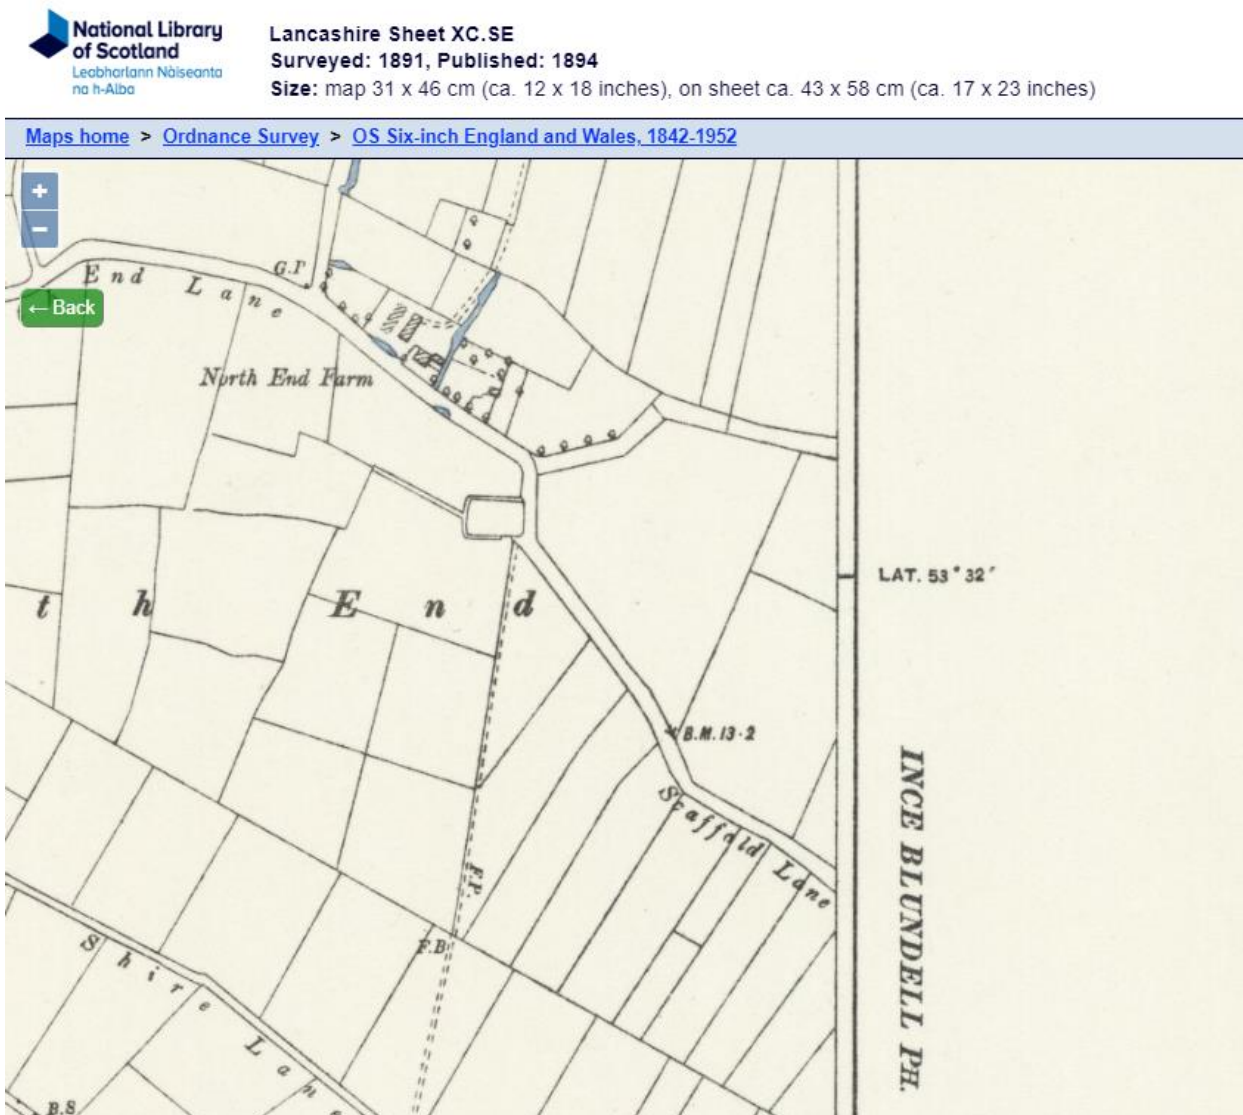 National Library
of Scotland
Leabharlann Nàiseanta
na h-Alba
Lancashire Sheet XC.SE
Surveyed: 1891, Published: 1894
Size: map 31 x 46 cm (ca. 12 x 18 inches), on sheet ca. 43 x 58 cm (ca. 17 x 23 inches)
Maps home > Ordnance Survey > OS Six-inch England and Wales, 1842-1952
+
−
← Back
End Lane
G.P
North End Farm
LAT. 53° 32′
th End
B.M. 13·2
Scaffold Lane
INCE BLUNDELL PH.
F.P.
F.B
Shire Lane
B.S